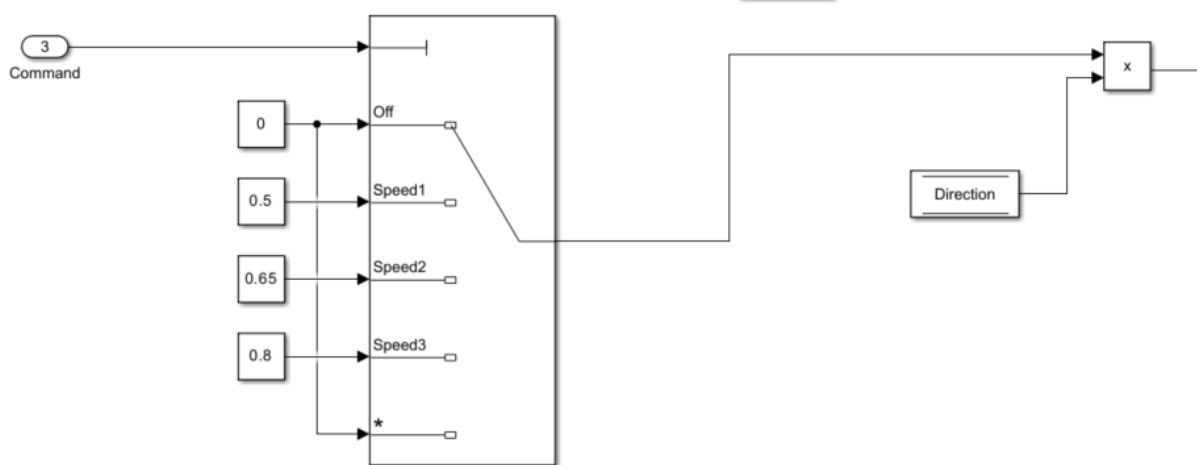 3
Command
0
Off
0.5
Speed1
0.65
Speed2
0.8
Speed3
*
x
Direction